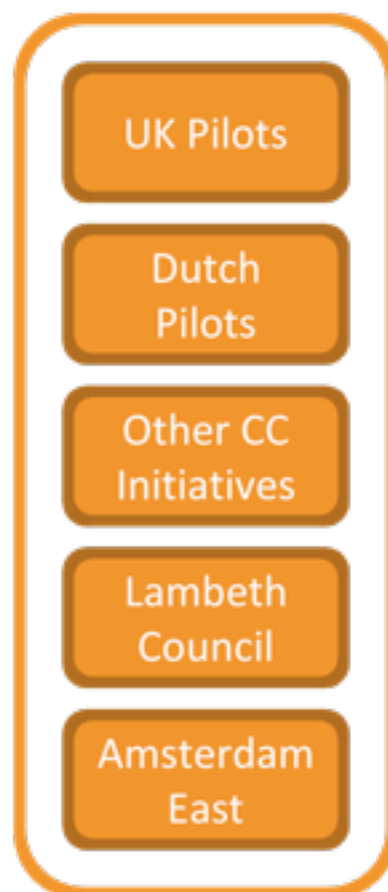 UK Pilots
Dutch
Pilots
Other CC
Initiatives
Lambeth
Council
Amsterdam
East